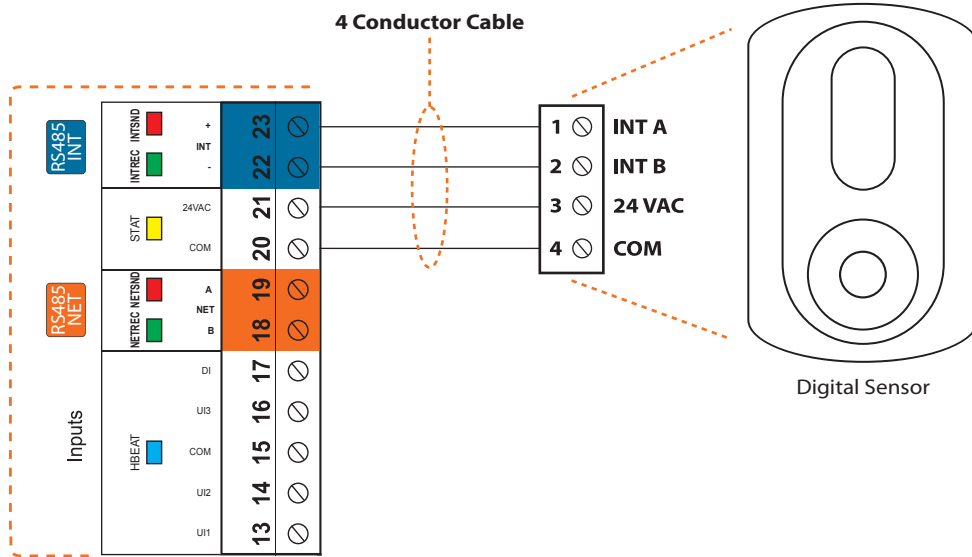 4 Conductor Cable
RS485
INT
INTREC INTSND
+
INT
-
23
22
STAT
24VAC
COM
21
20
RS485
NET
NETREC NETSND
A
NET
B
19
18
Inputs
HBEAT
DI
UI3
COM
UI2
UI1
17
16
15
14
13
1 INT A
2 INT B
3 24 VAC
4 COM
Digital Sensor